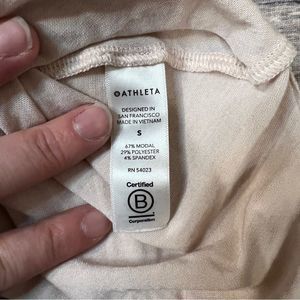 ATHLETA
DESIGNED IN
SAN FRANCISCO
MADE IN VIETNAM
S
67% MODAL
29% POLYESTER
4% SPANDEX
RN 54023
Certified
B
Corporation